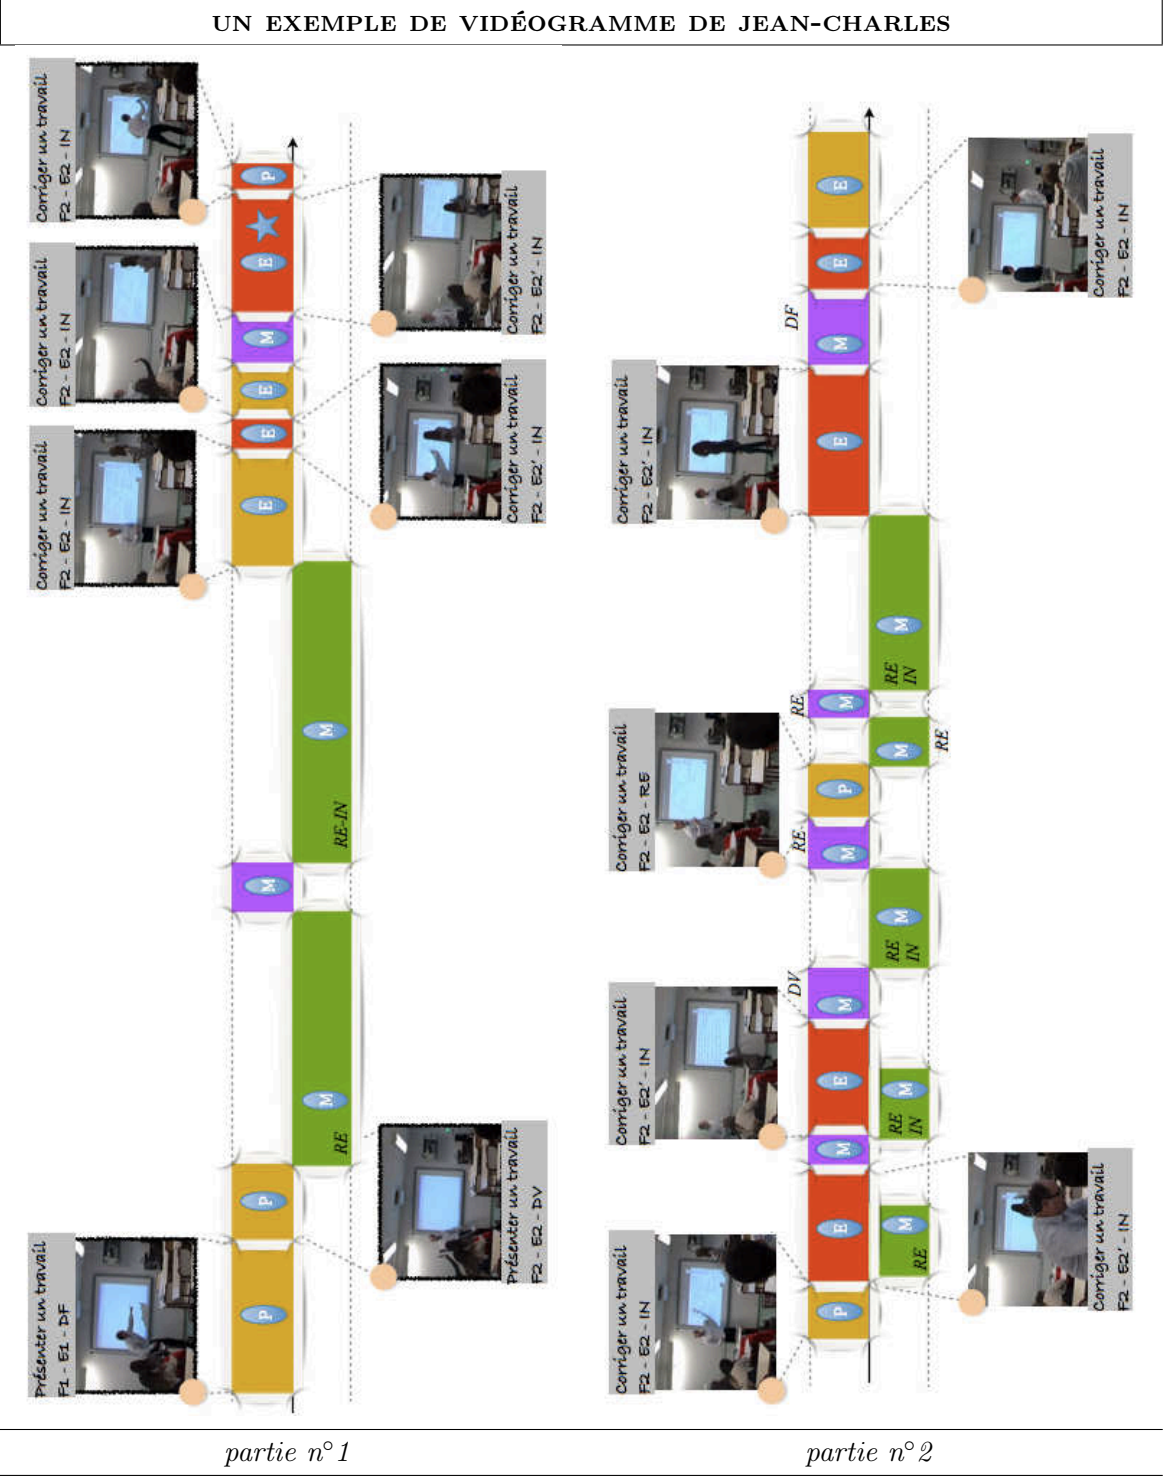 UN EXEMPLE DE VIDÉOGRAMME DE JEAN-CHARLES
Présenter un travail
F1 - E1 - DF
P
P
Présenter un travail
F2 - E2 - DV
RE
M
M
RE-IN
M
Corriger un travail
F2 - E2 - IN
E
E
Corriger un travail
F2 - E2' - IN
E
Corriger un travail
F2 - E2 - IN
M
E
Corriger un travail
F2 - E2' - IN
P
Corriger un travail
F2 - E2 - IN
partie n°1
Corriger un travail
F2 - E2 - IN
P
E
RE
M
Corriger un travail
F2 - E2' - IN
M
RE
IN
M
E
Corriger un travail
F2 - E2' - IN
M
DV
RE
IN
M
M
RE
P
Corriger un travail
F2 - E2 - RE
M
RE
M
RE
RE
IN
M
E
Corriger un travail
F2 - E2' - IN
M
DF
E
Corriger un travail
F2 - E2 - IN
E
partie n°2